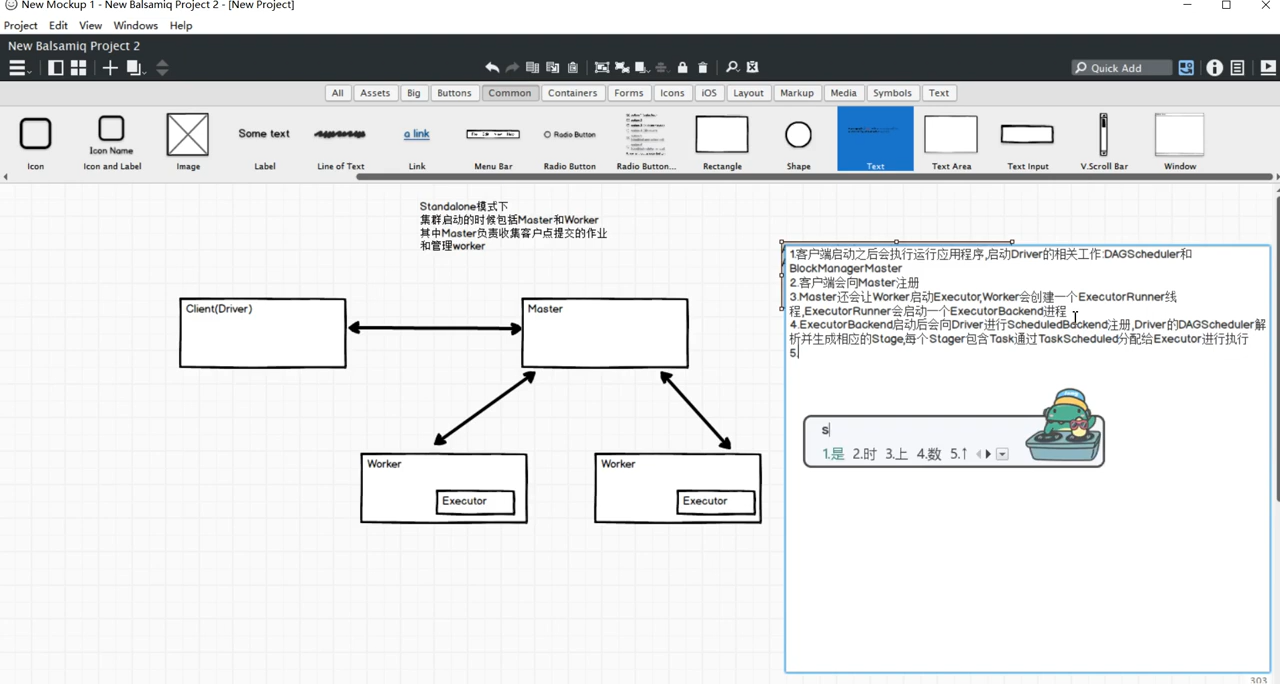 New Mockup 1 - New Balsamiq Project 2 - [New Project]
Project Edit View Windows Help
New Balsamiq Project 2
Quick Add
All Assets Big Buttons Common Containers Forms Icons iOS Layout Markup Media Symbols Text
Icon Name
Some text
a link
Radio Button
Icon Icon and Label Image Label Line of Text Link Menu Bar Radio Button Radio Button... Rectangle Shape Text Text Area Text Input V.Scroll Bar Window
Standalone模式下
集群启动的时候包括Master和Worker
其中Master负责收集客户点提交的作业
和管理worker
Client(Driver)
Master
Worker
Executor
Worker
Executor
1.客户端启动之后会执行运行应用程序,启动Driver的相关工作:DAGScheduler和
BlockManagerMaster
2.客户端会向Master注册
3.Master还会让Worker启动Executor,Worker会创建一个ExecutorRunner线
程,ExecutorRunner会启动一个ExecutorBackend进程
4.ExecutorBackend启动后会向Driver进行ScheduledBackend注册,Driver的DAGScheduler解
析并生成相应的Stage,每个Stager包含Task通过TaskScheduled分配给Executor进行执行
5.
s
1.是 2.时 3.上 4.数 5.↑
303